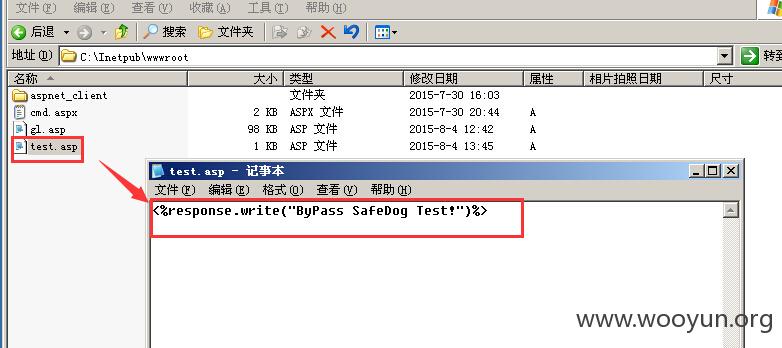 文件(F) 编辑(E) 查看(V) 收藏(A) 工具(T) 帮助(H)
后退 搜索 文件夹
地址(D) C:\Inetpub\wwwroot 转到
名称 大小 类型 修改日期 属性 相片拍照日期 尺寸
aspnet_client 文件夹 2015-7-30 16:03
cmd.aspx 2 KB ASPX 文件 2015-7-30 20:44 A
gl.asp 98 KB ASP 文件 2015-8-4 12:42 A
test.asp 1 KB ASP 文件 2015-8-4 13:45 A
test.asp - 记事本
文件(F) 编辑(E) 格式(O) 查看(V) 帮助(H)
<%response.write("ByPass SafeDog Test!")%>
www.wooyun.org